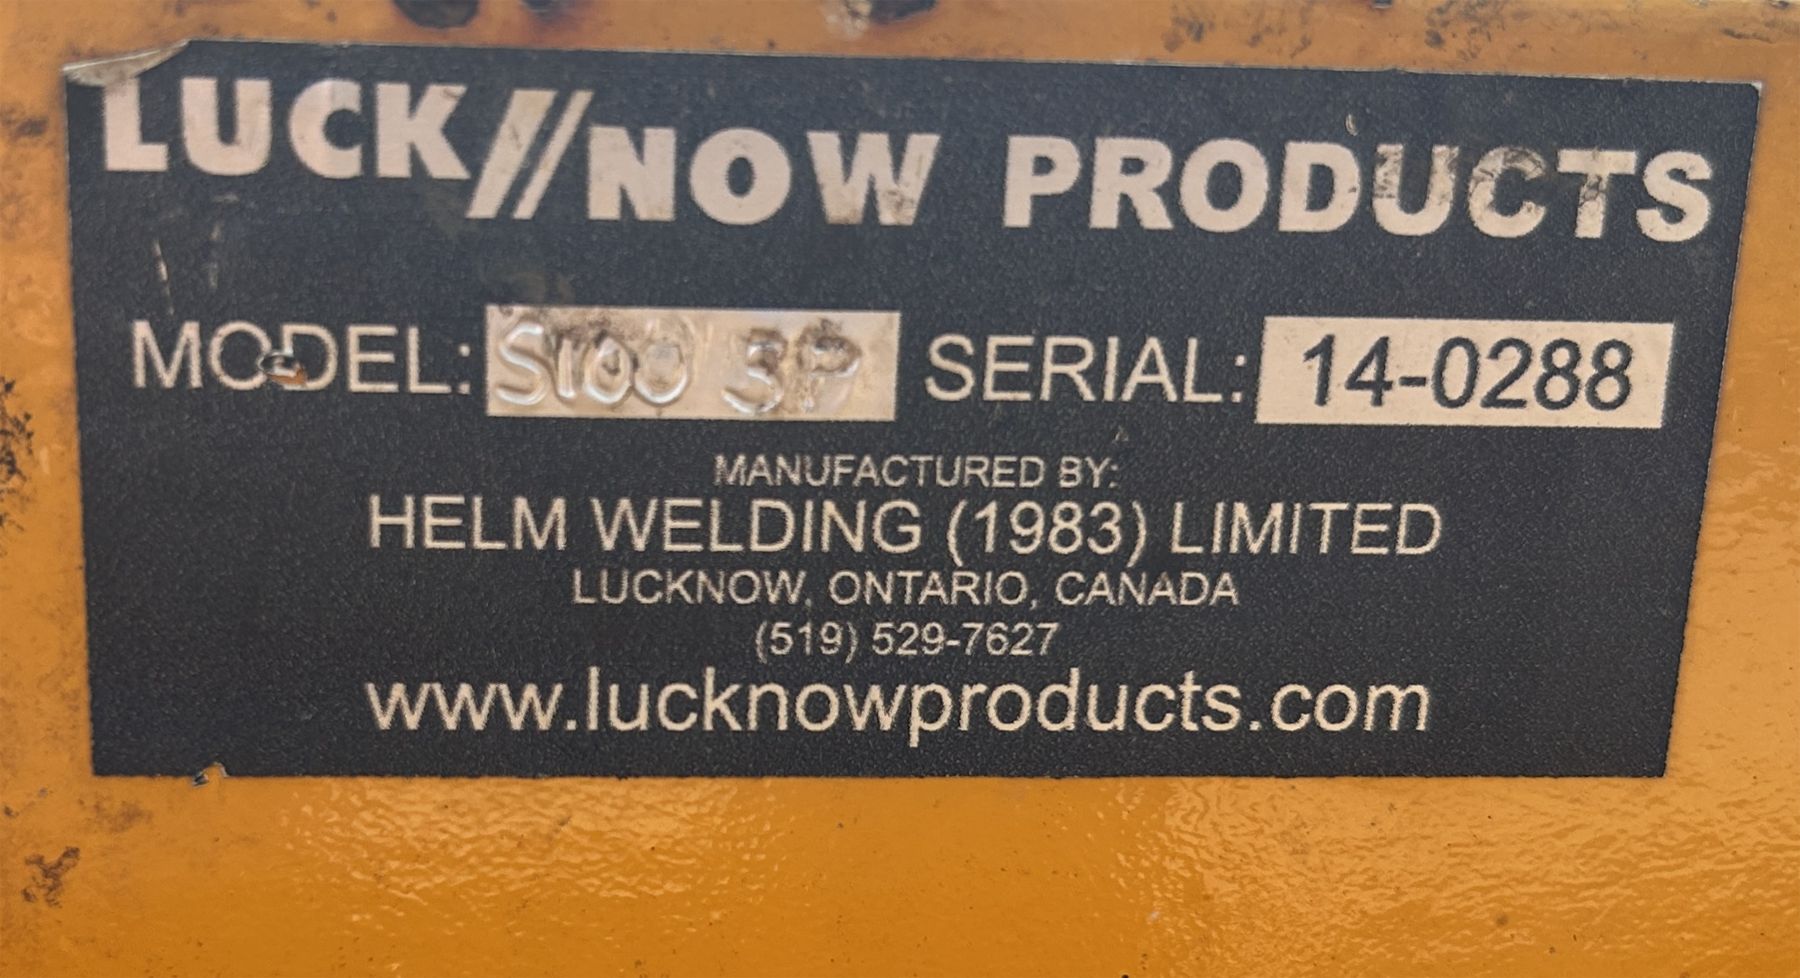 LUCK//NOW PRODUCTS
MODEL: S100 3P SERIAL: 14-0288
MANUFACTURED BY:
HELM WELDING (1983) LIMITED
LUCKNOW, ONTARIO, CANADA
(519) 529-7627
www.lucknowproducts.com